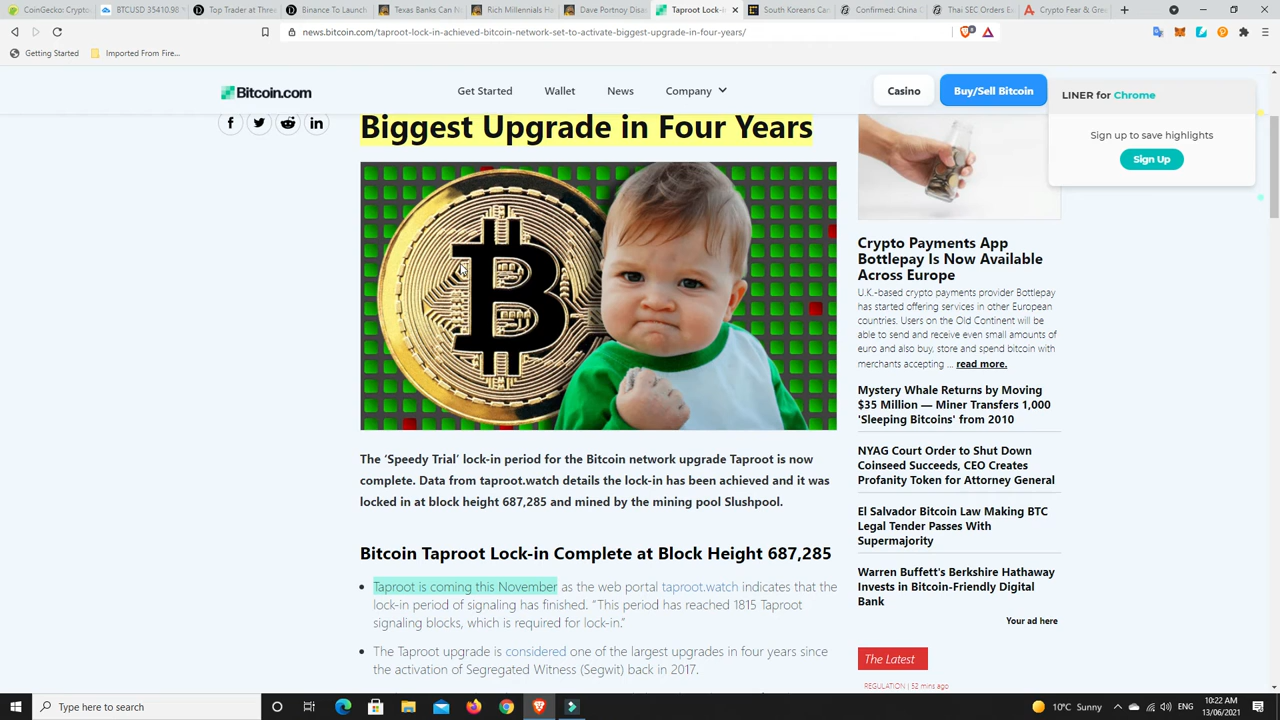 CoinGecko: Crypto
BTCUSD 35410.98
Top Trader at Thre
Binance To Launch
Texas Banks Can N
Rich Millennials Ha
Dave Portnoy Disa
Taproot Lock-i
South Koreans Can
Confirmed: China C
Thai SEC Orders E
Crypto Fear & Gre
news.bitcoin.com/taproot-lock-in-achieved-bitcoin-network-set-to-activate-biggest-upgrade-in-four-years/
Getting Started
Imported From Fire...
Bitcoin.com
Get Started
Wallet
News
Company
Casino
Buy/Sell Bitcoin
LINER for Chrome
Sign up to save highlights
Sign Up
Biggest Upgrade in Four Years
The ‘Speedy Trial’ lock-in period for the Bitcoin network upgrade Taproot is now
complete. Data from taproot.watch details the lock-in has been achieved and it was
locked in at block height 687,285 and mined by the mining pool Slushpool.
Bitcoin Taproot Lock-in Complete at Block Height 687,285
Taproot is coming this November as the web portal taproot.watch indicates that the
lock-in period of signaling has finished. “This period has reached 1815 Taproot
signaling blocks, which is required for lock-in.”
The Taproot upgrade is considered one of the largest upgrades in four years since
the activation of Segregated Witness (Segwit) back in 2017.
Crypto Payments App
Bottlepay Is Now Available
Across Europe
U.K.-based crypto payments provider Bottlepay
has started offering services in other European
countries. Users on the Old Continent will be
able to send and receive even small amounts of
euro and also buy, store and spend bitcoin with
merchants accepting ... read more.
Mystery Whale Returns by Moving
$35 Million — Miner Transfers 1,000
'Sleeping Bitcoins' from 2010
NYAG Court Order to Shut Down
Coinseed Succeeds, CEO Creates
Profanity Token for Attorney General
El Salvador Bitcoin Law Making BTC
Legal Tender Passes With
Supermajority
Warren Buffett's Berkshire Hathaway
Invests in Bitcoin-Friendly Digital
Bank
Your ad here
The Latest
REGULATION | 52 mins ago
Type here to search
10°C Sunny
ENG
10:22 AM
13/06/2021